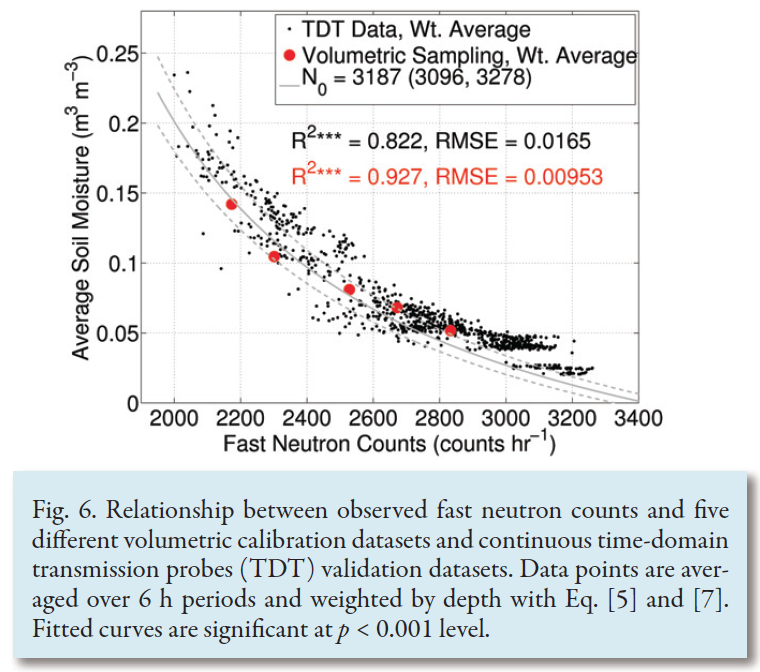 0.25
0.2
0.15
0.1
0.05
0
Average Soil Moisture (m³ m⁻³)
TDT Data, Wt. Average
Volumetric Sampling, Wt. Average
N₀ = 3187 (3096, 3278)
R²*** = 0.822, RMSE = 0.0165
R²*** = 0.927, RMSE = 0.00953
2000 2200 2400 2600 2800 3000 3200 3400
Fast Neutron Counts (counts hr⁻¹)
Fig. 6. Relationship between observed fast neutron counts and five
different volumetric calibration datasets and continuous time-domain
transmission probes (TDT) validation datasets. Data points are aver-
aged over 6 h periods and weighted by depth with Eq. [5] and [7].
Fitted curves are significant at p < 0.001 level.